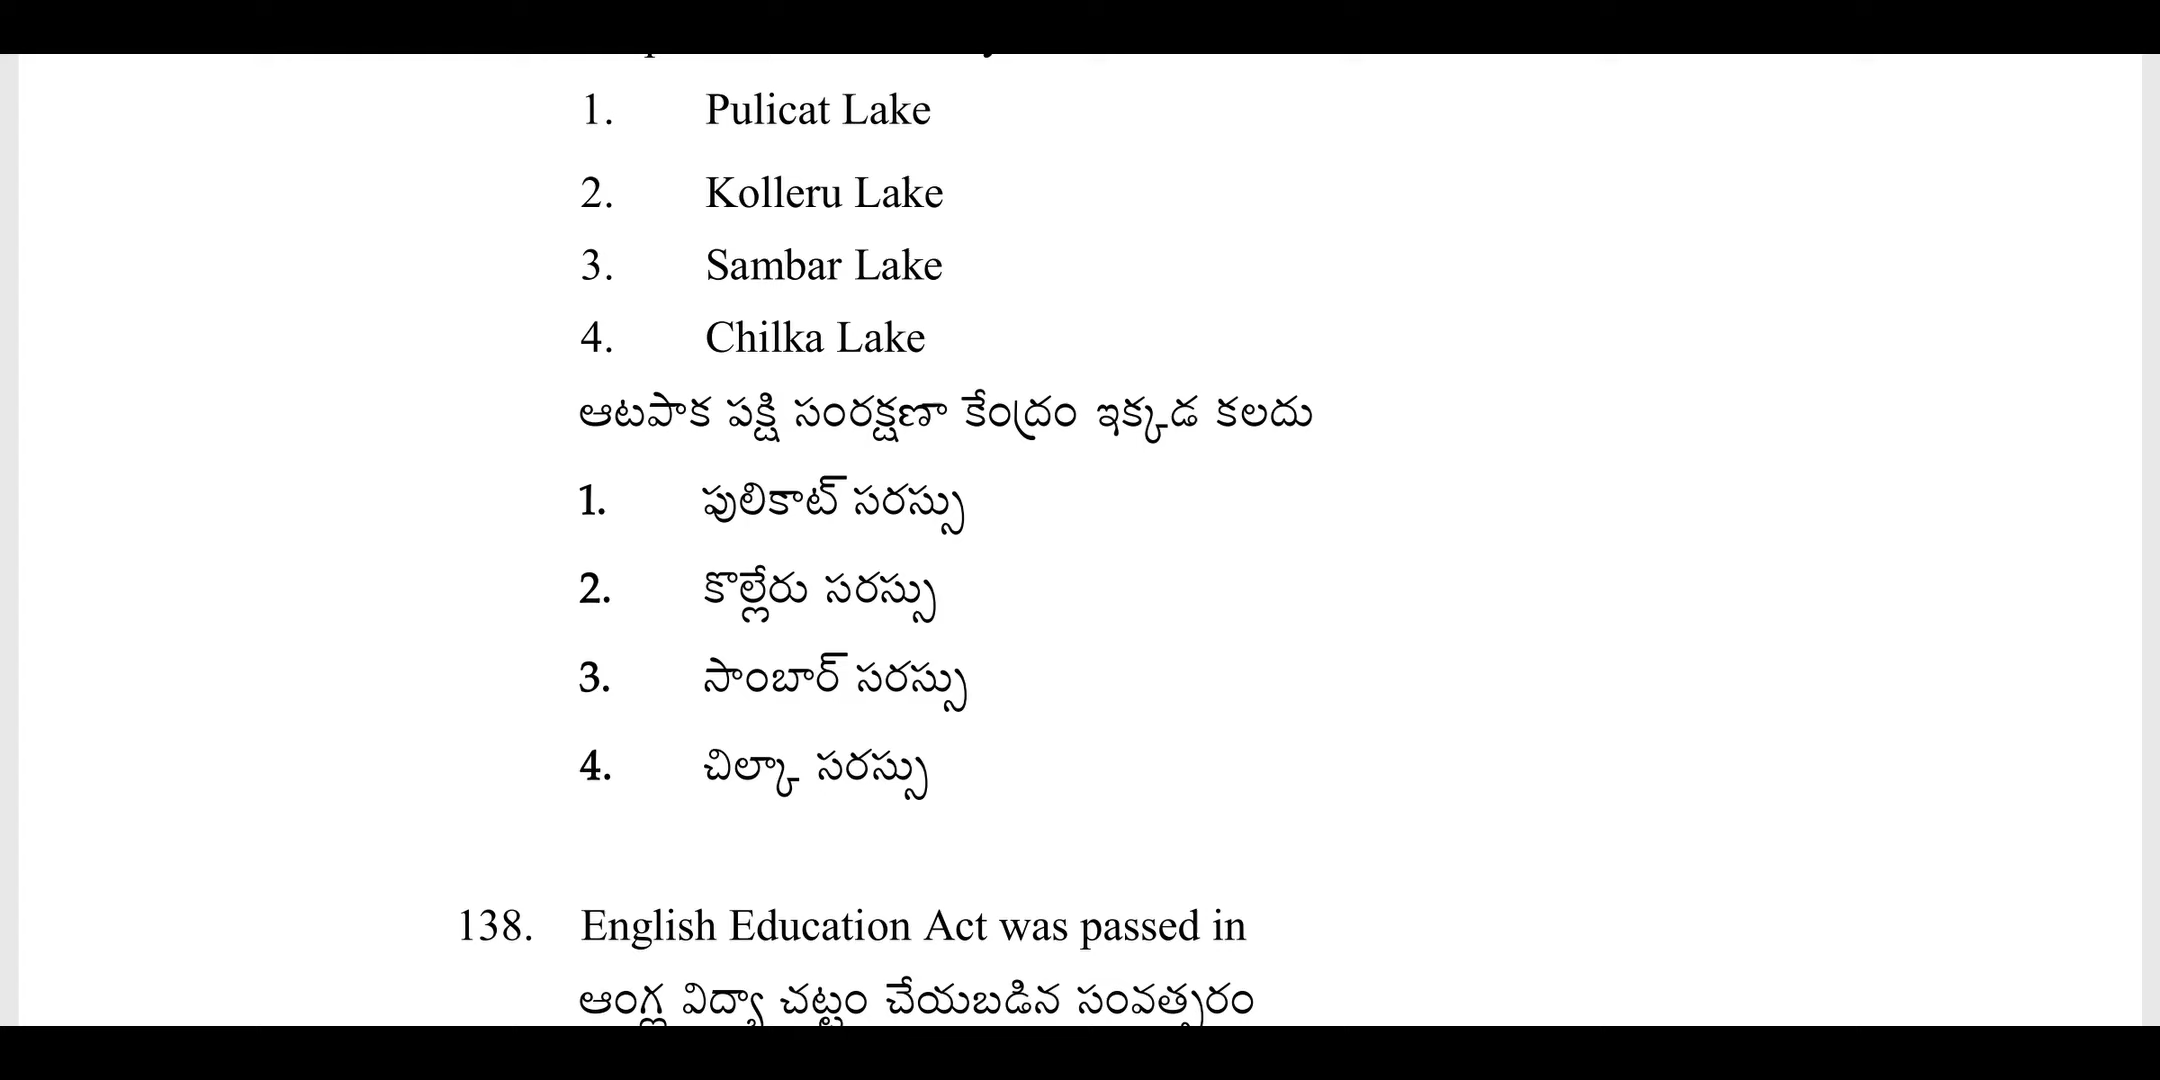 1. Pulicat Lake
2. Kolleru Lake
3. Sambar Lake
4. Chilka Lake
ఆటపాక పక్షి సంరక్షణా కేంద్రం ఇక్కడ కలదు
1. పులికాట్ సరస్సు
2. కొల్లేరు సరస్సు
3. సాంబార్ సరస్సు
4. చిల్కా సరస్సు
138. English Education Act was passed in
ఆంగ్ల విద్యా చట్టం చేయబడిన సంవత్సరం